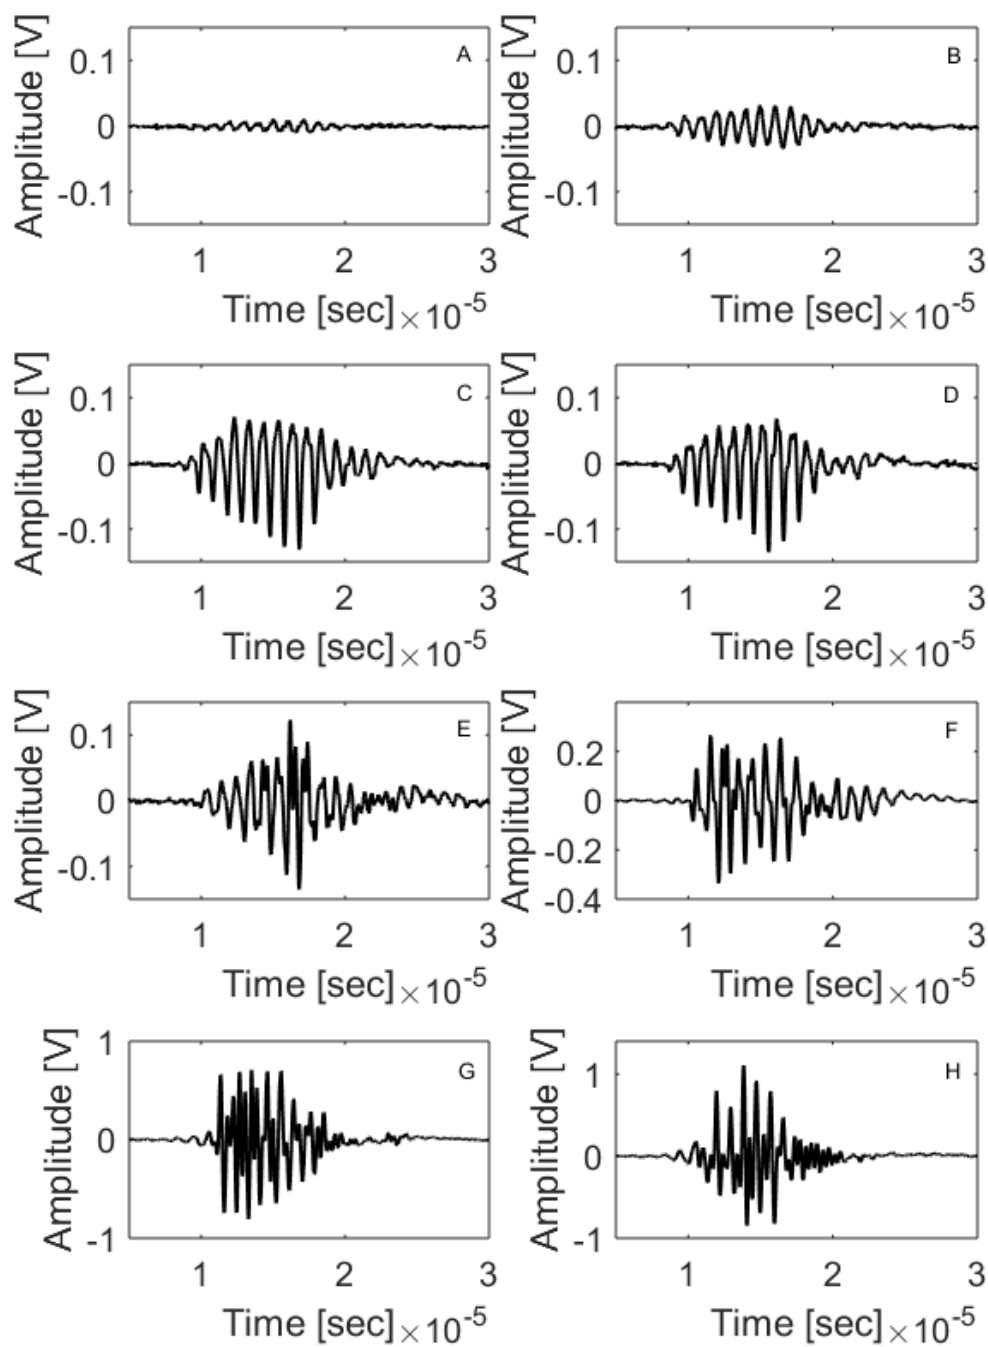 A
Amplitude [V]
0.1
0
-0.1
1 2 3
Time [sec] ×10-5
B
Amplitude [V]
0.1
0
-0.1
1 2 3
Time [sec] ×10-5
C
Amplitude [V]
0.1
0
-0.1
1 2 3
Time [sec] ×10-5
D
Amplitude [V]
0.1
0
-0.1
1 2 3
Time [sec] ×10-5
E
Amplitude [V]
0.1
0
-0.1
1 2 3
Time [sec] ×10-5
F
Amplitude [V]
0.2
0
-0.2
-0.4
1 2 3
Time [sec] ×10-5
G
Amplitude [V]
1
0
-1
1 2 3
Time [sec] ×10-5
H
Amplitude [V]
1
0
-1
1 2 3
Time [sec] ×10-5